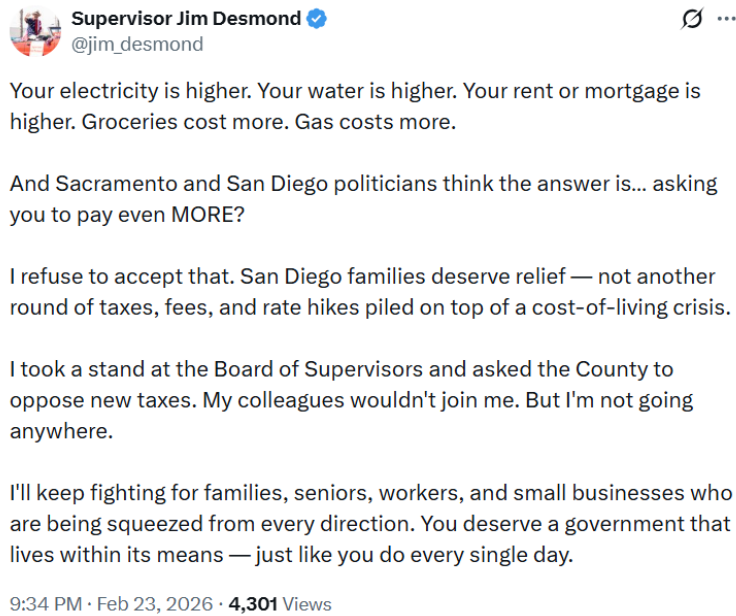 Supervisor Jim Desmond
@jim_desmond
Your electricity is higher. Your water is higher. Your rent or mortgage is
higher. Groceries cost more. Gas costs more.
And Sacramento and San Diego politicians think the answer is... asking
you to pay even MORE?
I refuse to accept that. San Diego families deserve relief — not another
round of taxes, fees, and rate hikes piled on top of a cost-of-living crisis.
I took a stand at the Board of Supervisors and asked the County to
oppose new taxes. My colleagues wouldn't join me. But I'm not going
anywhere.
I'll keep fighting for families, seniors, workers, and small businesses who
are being squeezed from every direction. You deserve a government that
lives within its means — just like you do every single day.
9:34 PM · Feb 23, 2026 · 4,301 Views